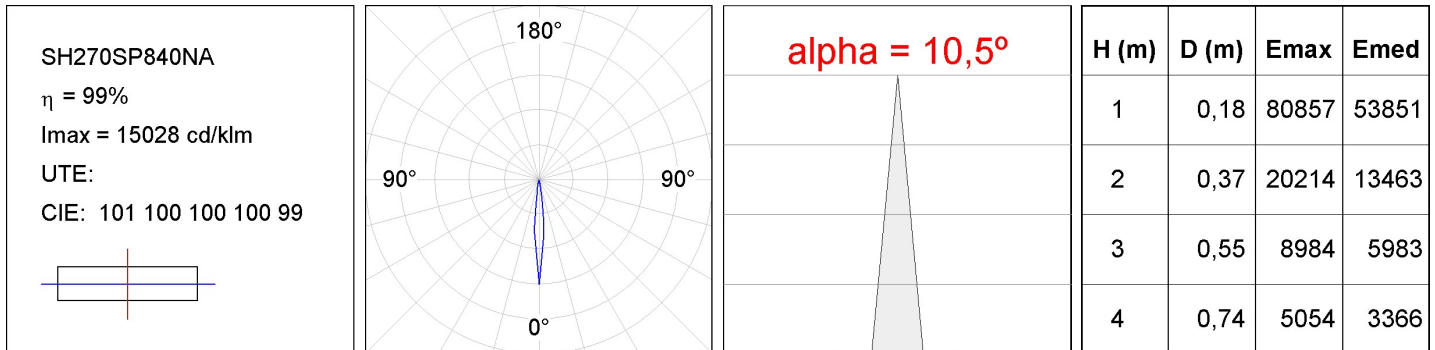 SH270SP840NA
η = 99%
Imax = 15028 cd/klm
UTE:
CIE: 101 100 100 100 99
180°
90° 90°
0°
alpha = 10,5º
H (m) D (m) Emax Emed
1 0,18 80857 53851
2 0,37 20214 13463
3 0,55 8984 5983
4 0,74 5054 3366